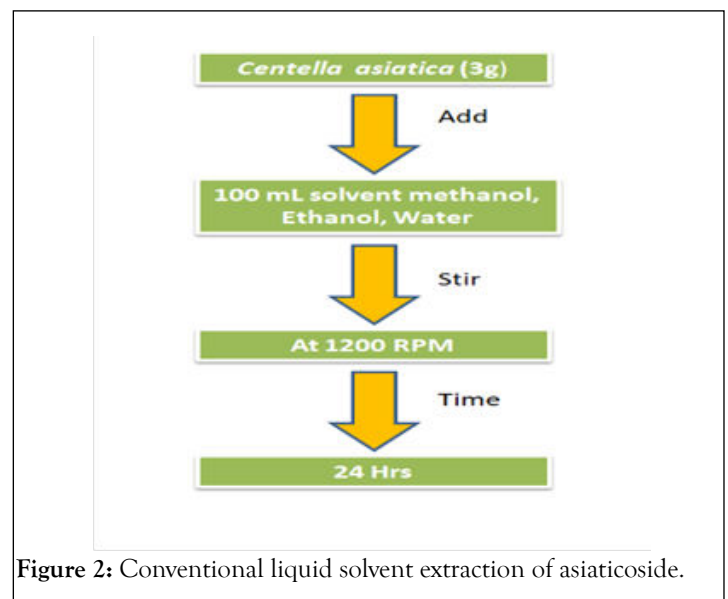 Centella asiatica (3g)
Add
100 mL solvent methanol,
Ethanol, Water
Stir
At 1200 RPM
Time
24 Hrs
Figure 2: Conventional liquid solvent extraction of asiaticoside.